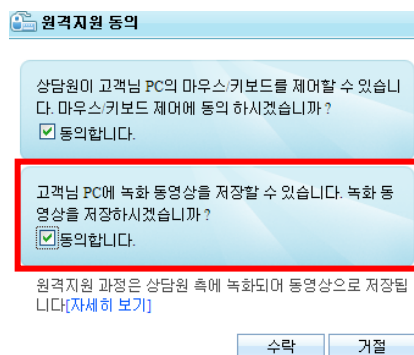 원격지원 동의
상담원이 고객님 PC의 마우스/키보드를 제어할 수 있습니
다. 마우스/키보드 제어에 동의 하시겠습니까?
동의합니다.
고객님 PC에 녹화 동영상을 저장할 수 있습니다. 녹화 동
영상을 저장하시겠습니까?
동의합니다.
원격지원 과정은 상담원 측에 녹화되어 동영상으로 저장됩
니다[자세히 보기]
수락 거절